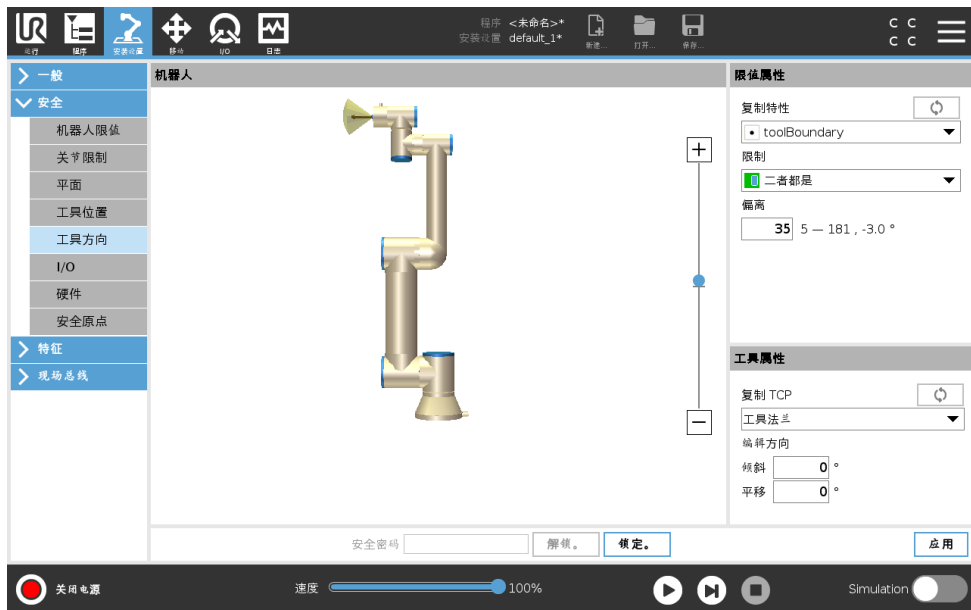 UR
程序 <未命名>*
安装设置 default_1*
运行 程序 安装设置 移动 I/O 日志
新建... 打开... 保存...
C C
C C
一般
安全
机器人限值
关节限制
平面
工具位置
工具方向
I/O
硬件
安全原点
特征
现场总线
机器人
限值属性
复制特性
toolBoundary
限制
二者都是
偏离
35 5 — 181 , -3.0 °
工具属性
复制 TCP
工具法兰
编辑方向
倾斜 0 °
平移 0 °
安全密码 解锁。 锁定。 应用
关闭电源 速度 100% Simulation